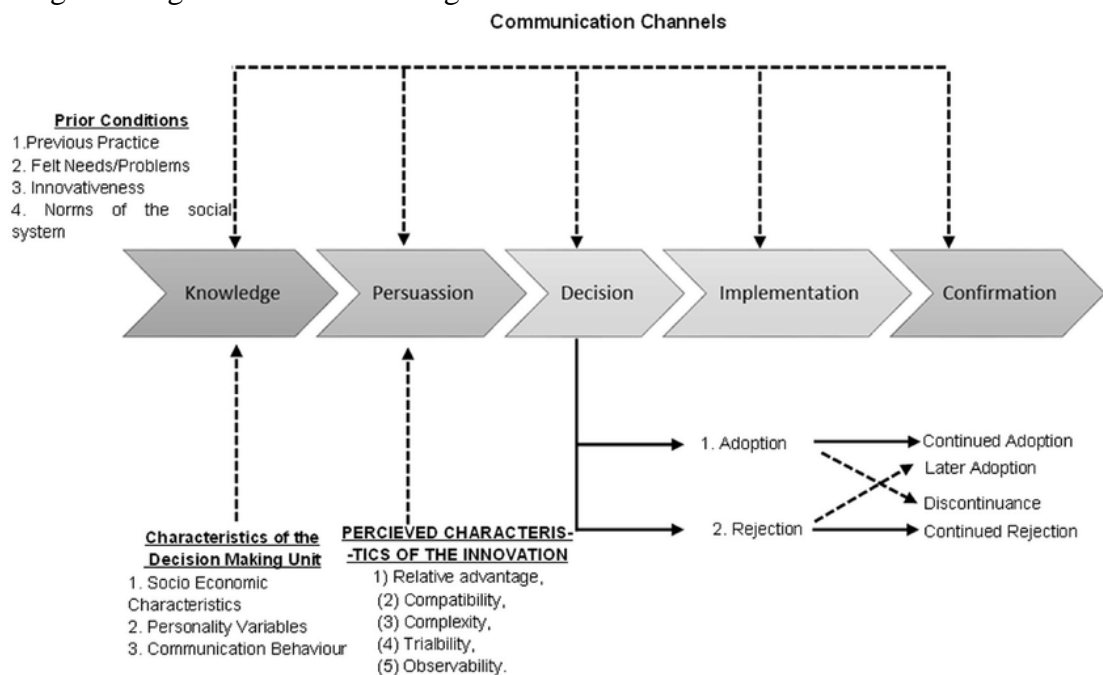 Communication Channels
Prior Conditions
1.Previous Practice
2. Felt Needs/Problems
3. Innovativeness
4. Norms of the social
system
Knowledge
Persuassion
Decision
Implementation
Confirmation
1. Adoption
Continued Adoption
Later Adoption
Discontinuance
2. Rejection
Continued Rejection
Characteristics of the
Decision Making Unit
1. Socio Economic
Characteristics
2. Personality Variables
3. Communication Behaviour
PERCIEVED CHARACTERIS-
-TICS OF THE INNOVATION
1) Relative advantage,
(2) Compatibility,
(3) Complexity,
(4) Trialbility,
(5) Observability.